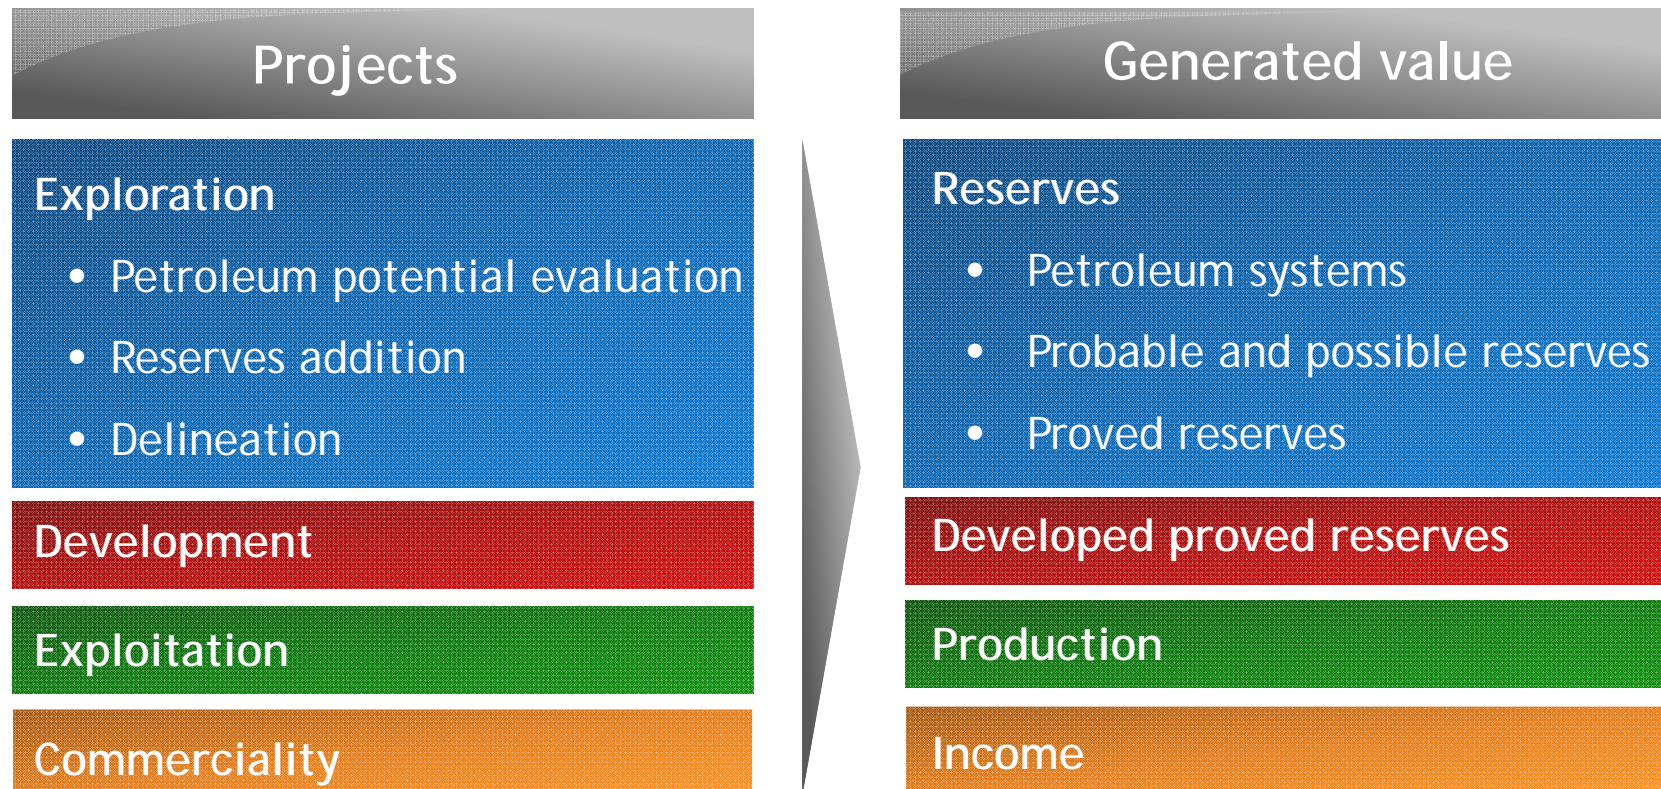 Projects
Exploration
• Petroleum potential evaluation
• Reserves addition
• Delineation
Development
Exploitation
Commerciality
Generated value
Reserves
• Petroleum systems
• Probable and possible reserves
• Proved reserves
Developed proved reserves
Production
Income